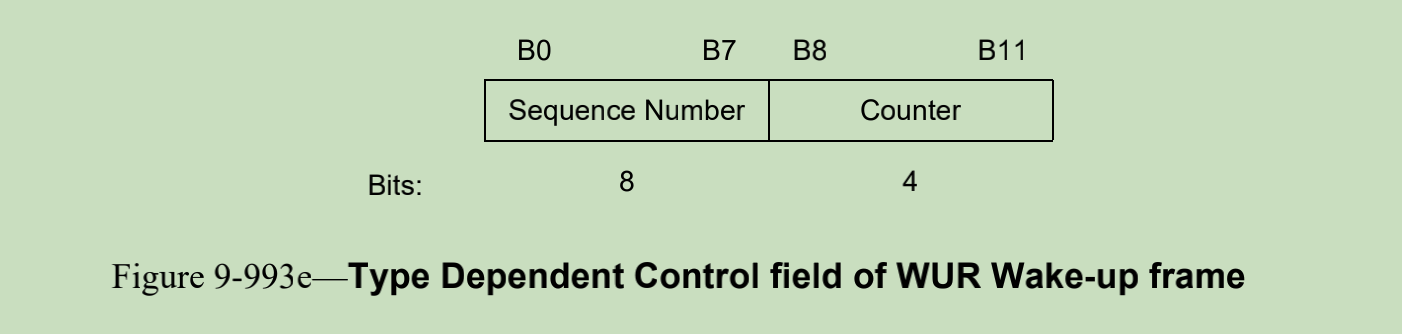 B0 B7 B8 B11
Sequence Number Counter
Bits: 8 4
Figure 9-993e—Type Dependent Control field of WUR Wake-up frame